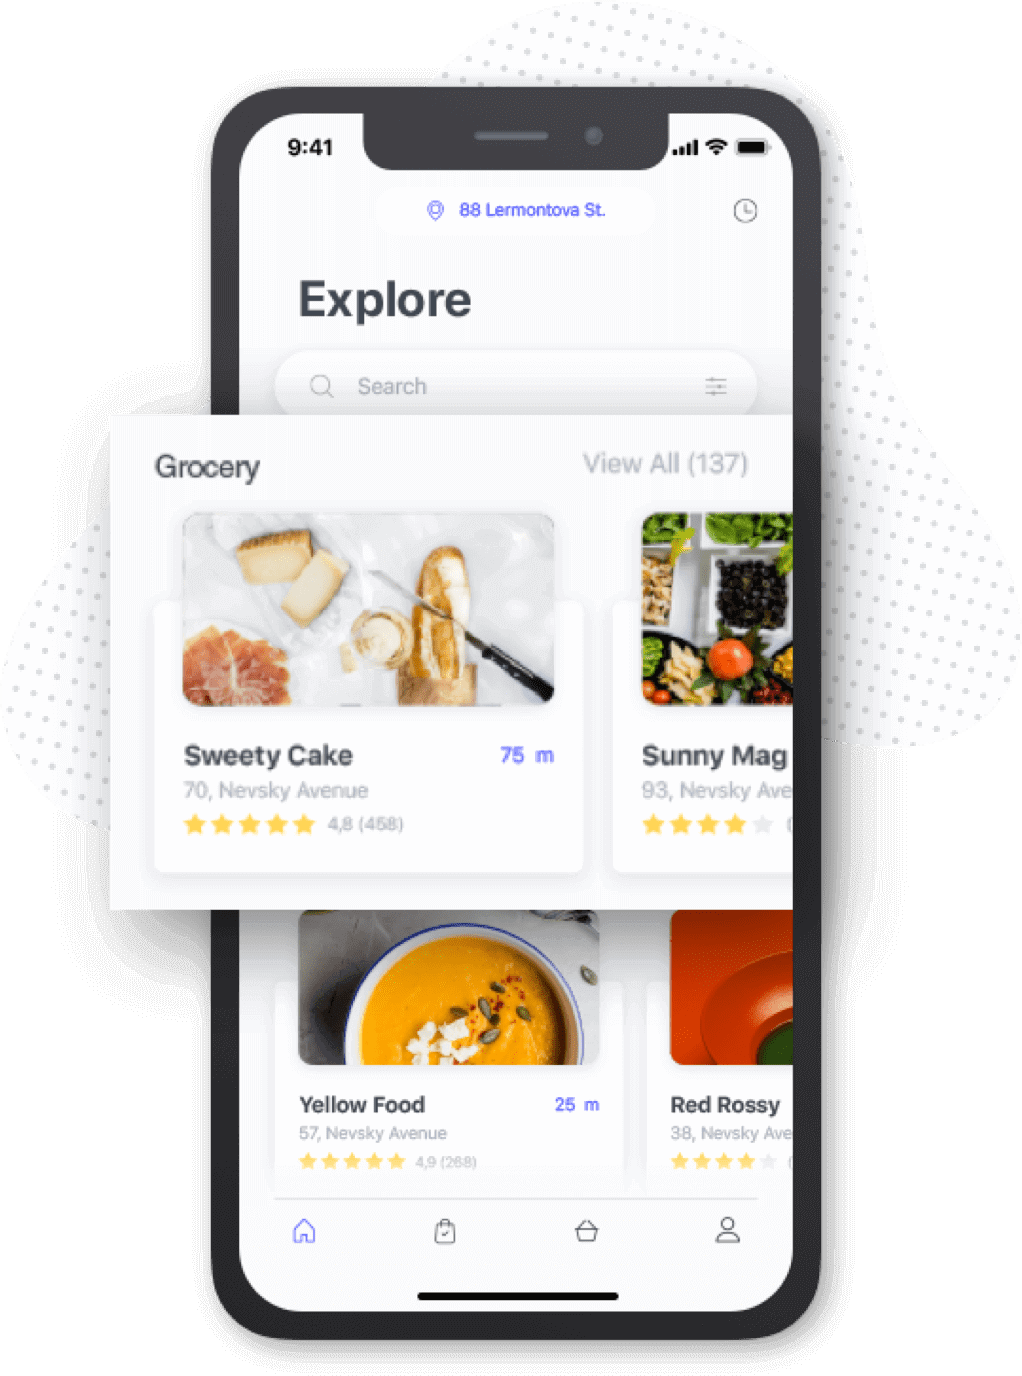 9:41
88 Lermontova St.
Explore
Search
Grocery
View All (137)
Sweety Cake
75 m
70, Nevsky Avenue
4,8 (458)
Sunny Mag
93, Nevsky Ave
Yellow Food
25 m
57, Nevsky Avenue
4,9 (268)
Red Rossy
38, Nevsky Ave